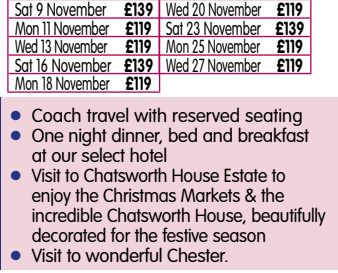 Sat 9 November £139 Wed 20 November £119
Mon 11 November £119 Sat 23 November £139
Wed 13 November £119 Mon 25 November £119
Sat 16 November £139 Wed 27 November £119
Mon 18 November £119
• Coach travel with reserved seating
• One night dinner, bed and breakfast
at our select hotel
• Visit to Chatsworth House Estate to
enjoy the Christmas Markets & the
incredible Chatsworth House, beautifully
decorated for the festive season
• Visit to wonderful Chester.